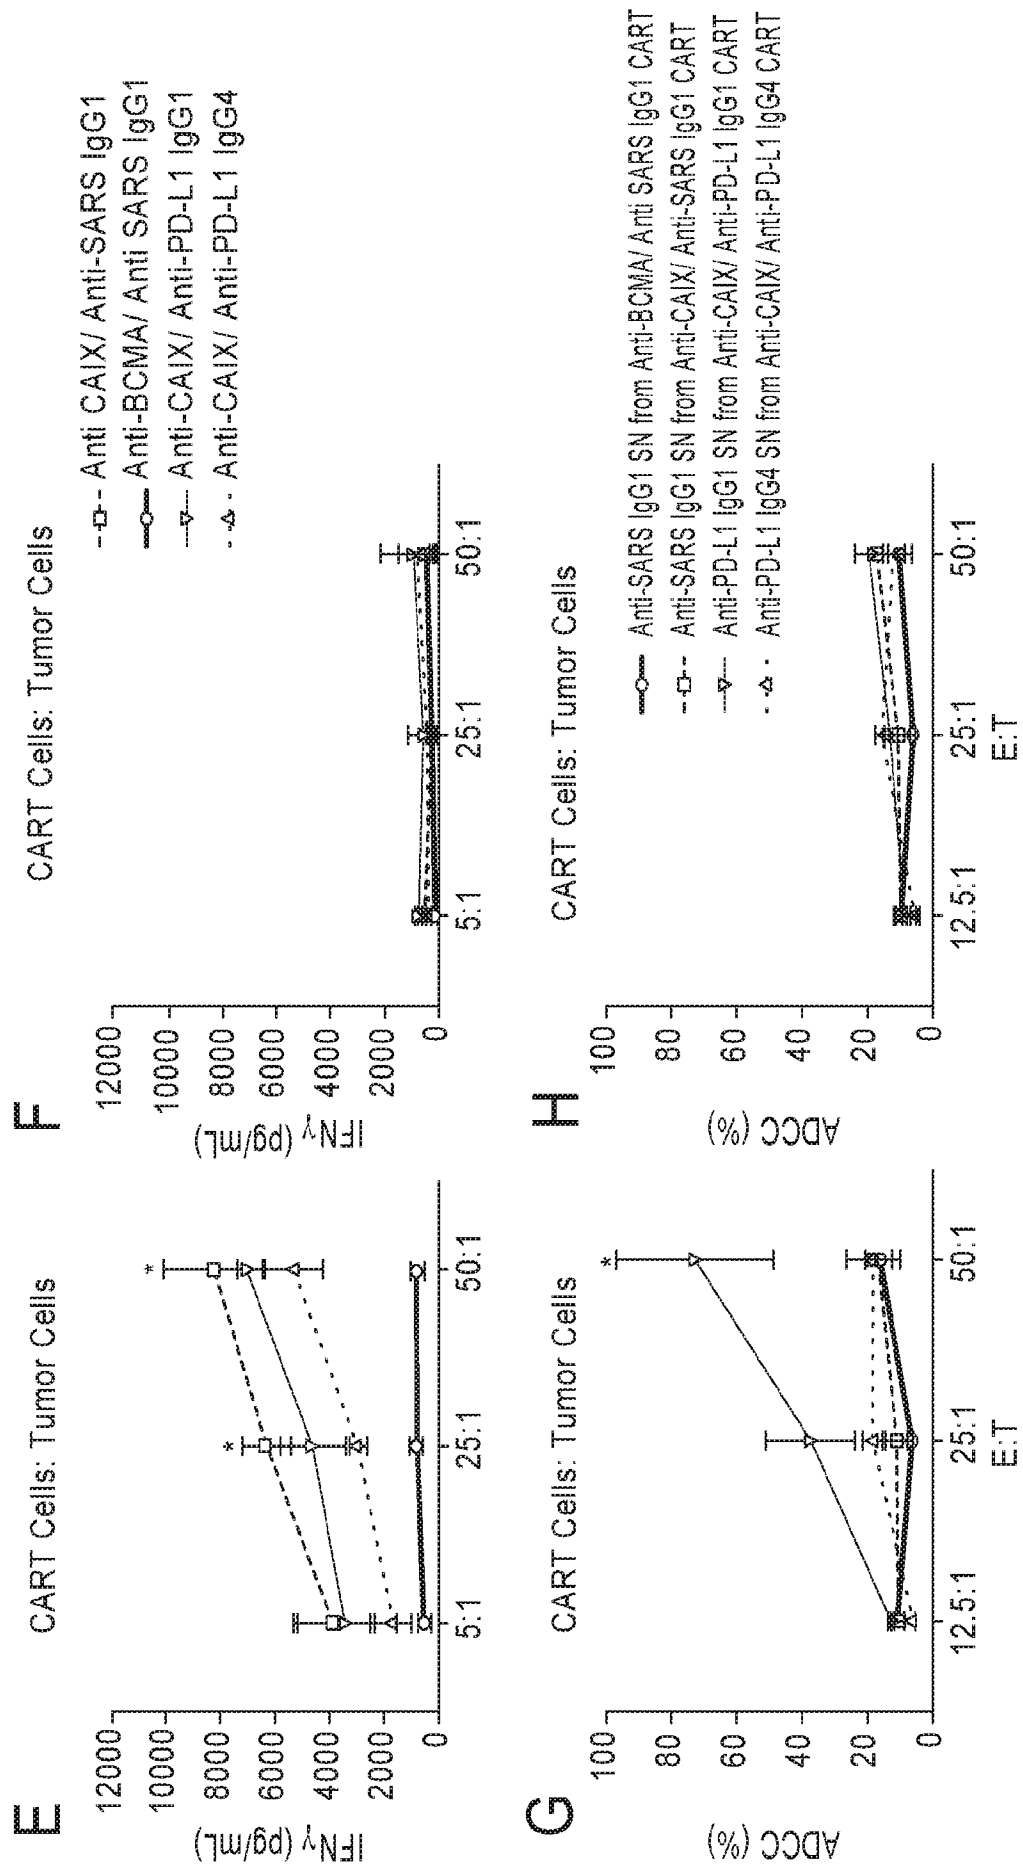 E
CART Cells: Tumor Cells
IFNγ (pg/mL)
12000
10000
8000
6000
4000
2000
0
*
*
5:1
25:1
50:1
F
CART Cells: Tumor Cells
IFNγ (pg/mL)
12000
10000
8000
6000
4000
2000
0
5:1
25:1
50:1
Anti CAIX/ Anti-SARS IgG1
Anti-BCMA/ Anti SARS IgG1
Anti-CAIX/ Anti-PD-L1 IgG1
Anti-CAIX/ Anti-PD-L1 IgG4
G
CART Cells: Tumor Cells
ADCC (%)
100
80
60
40
20
0
*
12.5:1
25:1
50:1
E:T
H
CART Cells: Tumor Cells
ADCC (%)
100
80
60
40
20
0
12.5:1
25:1
50:1
E:T
Anti-SARS IgG1 SN from Anti-BCMA/ Anti SARS IgG1 CART
Anti-SARS IgG1 SN from Anti-CAIX/ Anti-SARS IgG1 CART
Anti-PD-L1 IgG1 SN from Anti-CAIX/ Anti-PD-L1 IgG1 CART
Anti-PD-L1 IgG4 SN from Anti-CAIX/ Anti-PD-L1 IgG4 CART